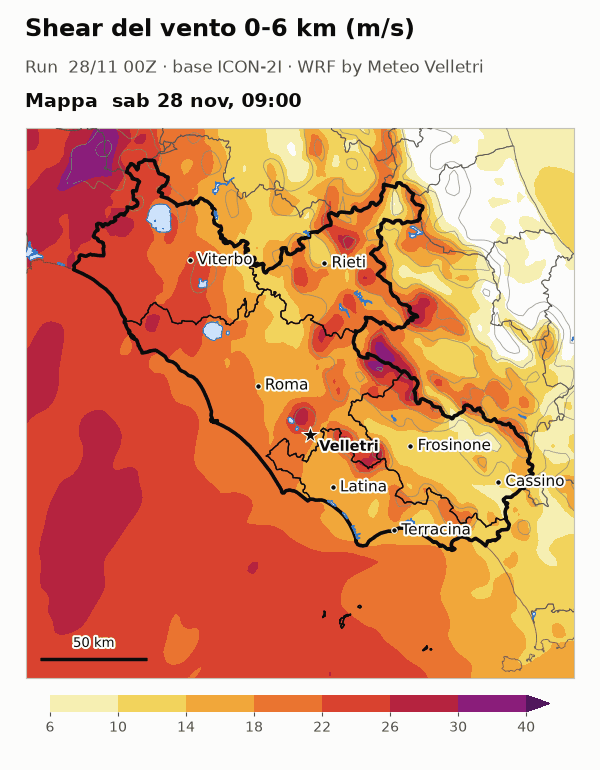 Shear del vento 0-6 km (m/s)
Run  28/11 00Z · base ICON-2I · WRF by Meteo Velletri
Mappa  sab 28 nov, 09:00
Viterbo
Rieti
Roma
Velletri
Frosinone
Latina
Cassino
Terracina
50 km
6 10 14 18 22 26 30 40